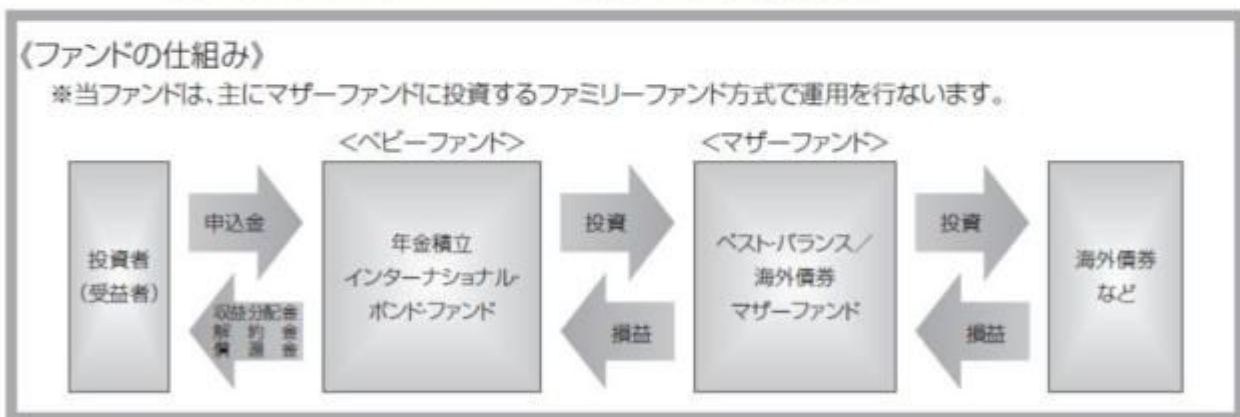 《ファンドの仕組み》
※当ファンドは、主にマザーファンドに投資するファミリーファンド方式で運用を行ないます。
<ベビーファンド>
<マザーファンド>
投資者
(受益者)
申込金
収益分配金
解約金
償還金
年金積立
インターナショナル・
ボンド・ファンド
投資
損益
ベスト・バランス/
海外債券
マザーファンド
投資
損益
海外債券
など